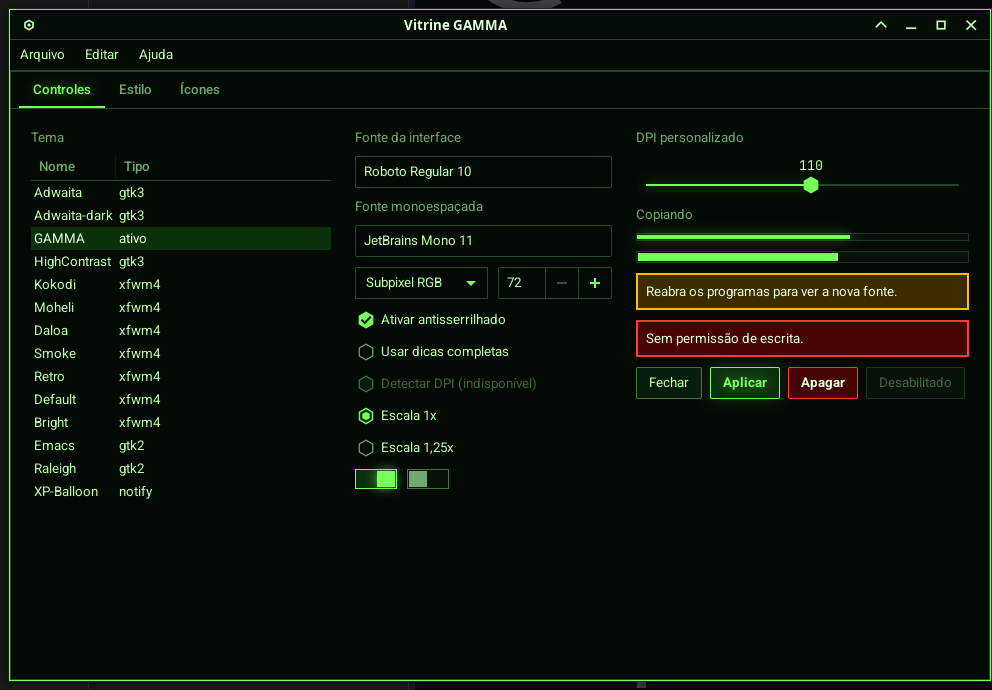 Vitrine GAMMA
Arquivo Editar Ajuda
Controles Estilo Ícones
Tema
Nome Tipo
Adwaita gtk3
Adwaita-dark gtk3
GAMMA ativo
HighContrast gtk3
Kokodi xfwm4
Moheli xfwm4
Daloa xfwm4
Smoke xfwm4
Retro xfwm4
Default xfwm4
Bright xfwm4
Emacs gtk2
Raleigh gtk2
XP-Balloon notify
Fonte da interface
Roboto Regular 10
Fonte monoespaçada
JetBrains Mono 11
Subpixel RGB 72
Ativar antisserrilhado
Usar dicas completas
Detectar DPI (indisponível)
Escala 1x
Escala 1,25x
DPI personalizado
110
Copiando
Reabra os programas para ver a nova fonte.
Sem permissão de escrita.
Fechar Aplicar Apagar Desabilitado